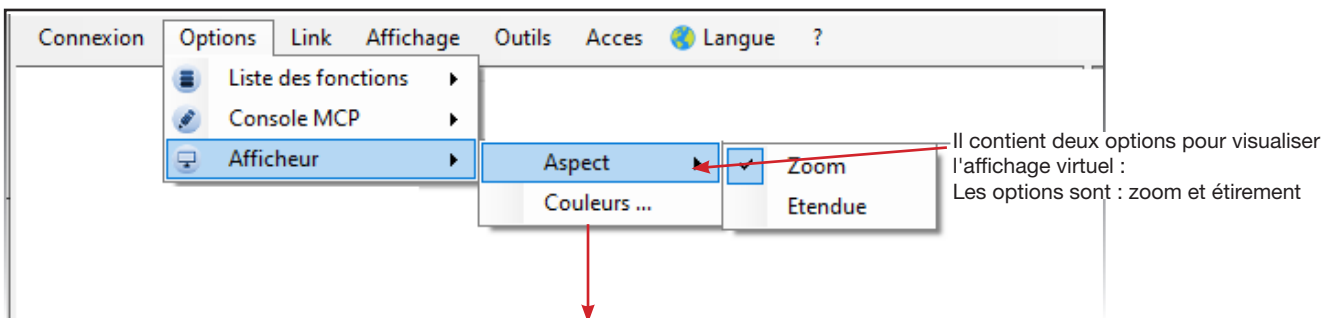 Connexion Options Link Affichage Outils Acces Langue ?
Liste des fonctions
Console MCP
Afficheur
Aspect
Couleurs ...
Zoom
Etendue
Il contient deux options pour visualiser
l'affichage virtuel :
Les options sont : zoom et étirement